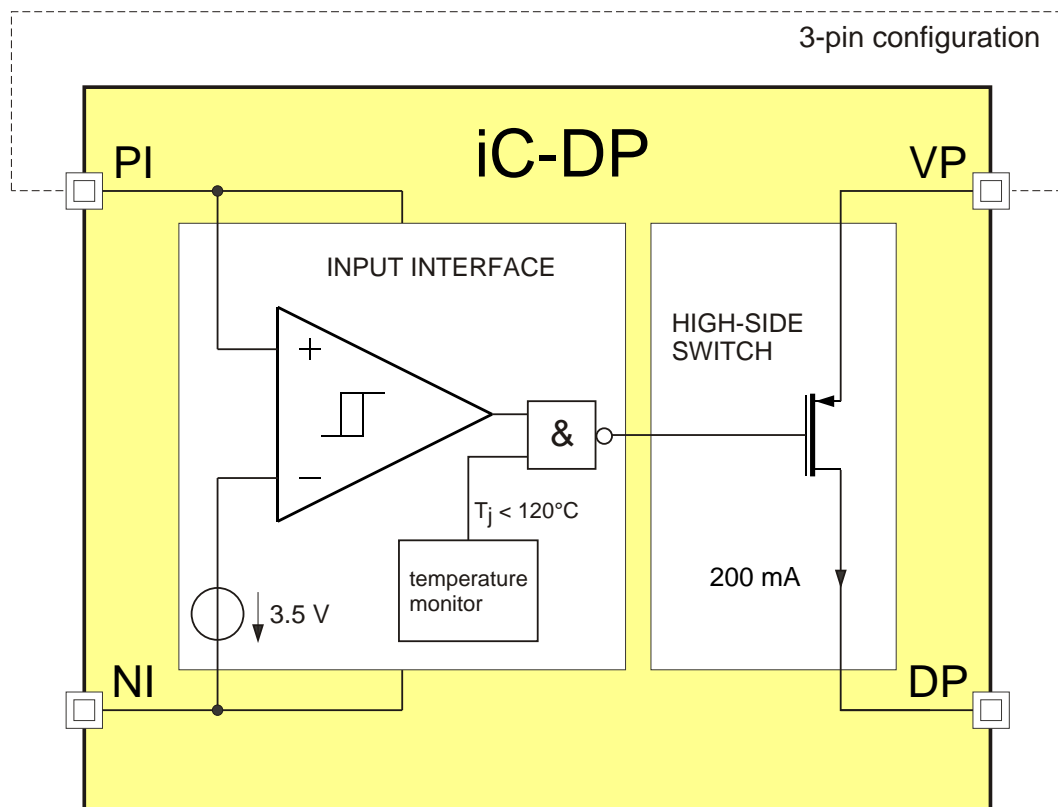 3-pin configuration
iC-DP
PI
VP
INPUT INTERFACE
HIGH-SIDE
SWITCH
+
&
−
Tj < 120°C
temperature
monitor
200 mA
3.5 V
NI
DP